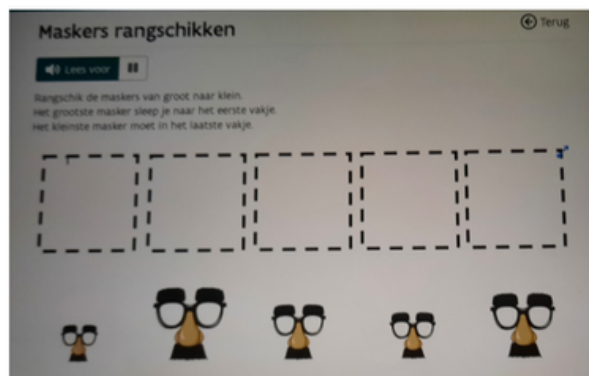 Maskers rangschikken
Terug
Lees voor
Rangschik de maskers van groot naar klein.
Het grootste masker sleep je naar het eerste vakje.
Het kleinste masker moet in het laatste vakje.